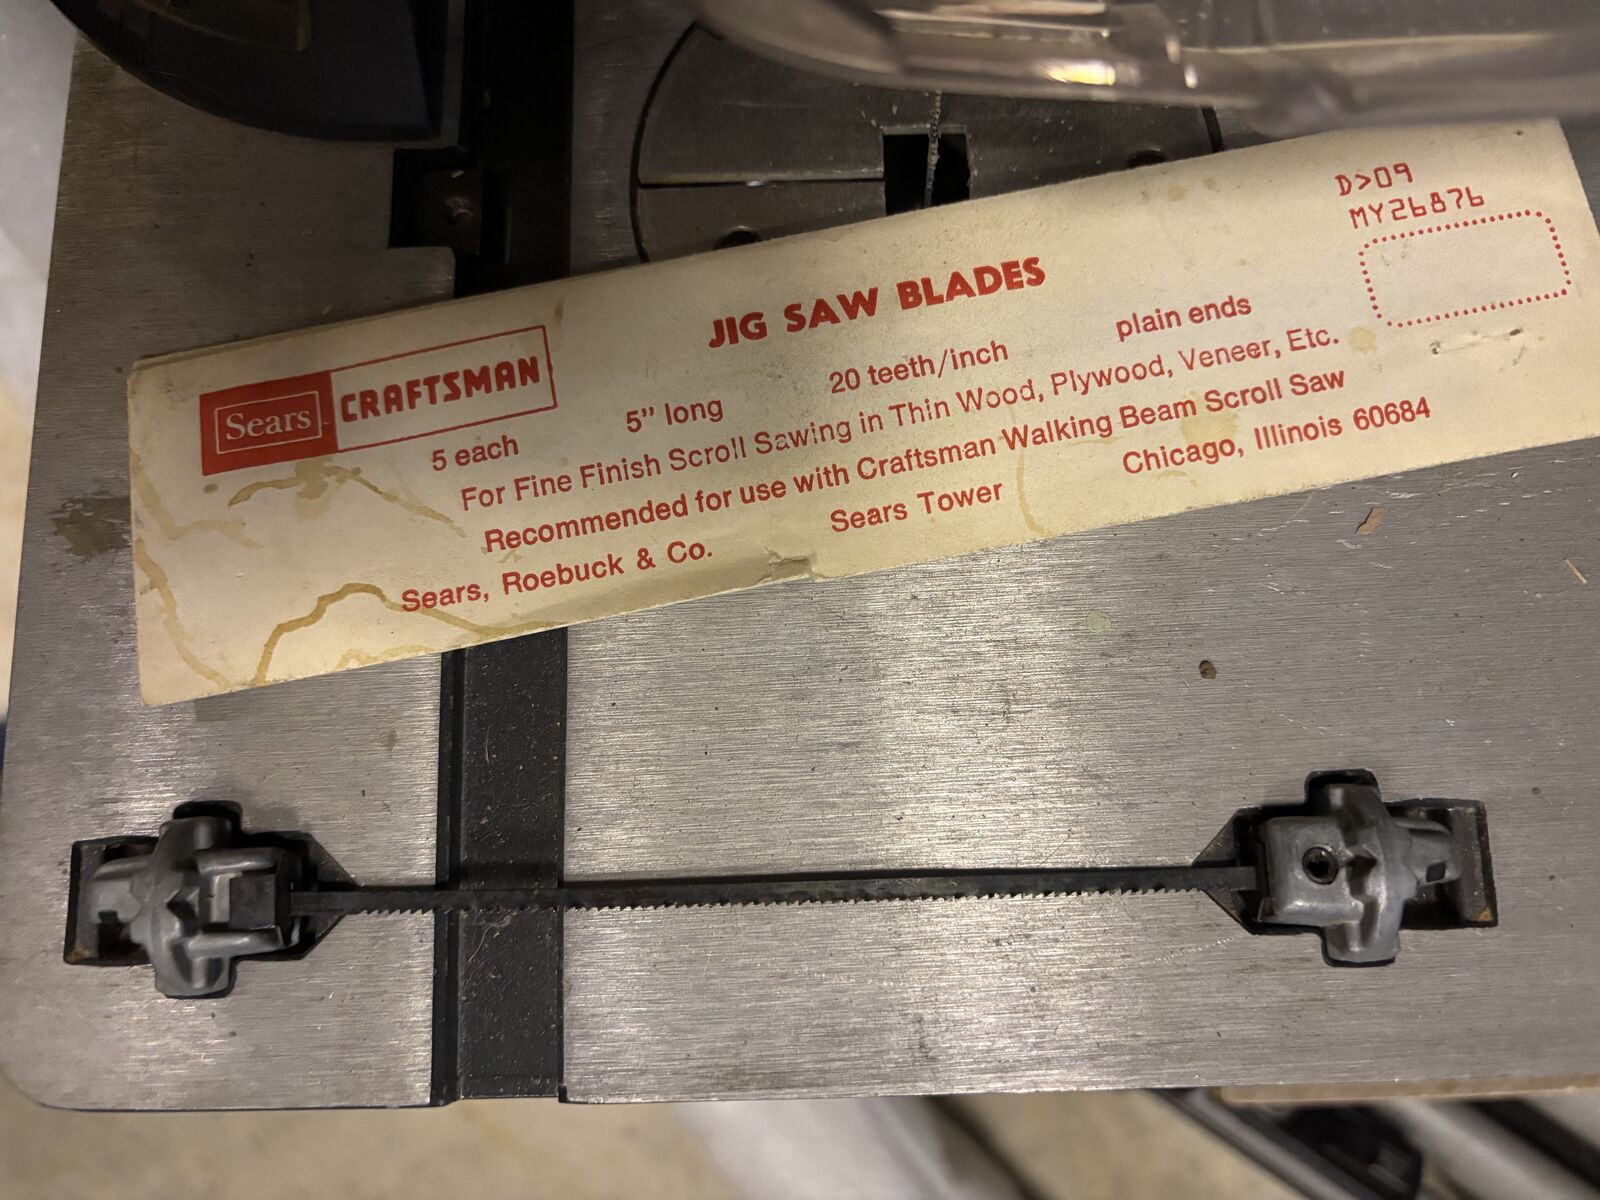 D>09
MY26876
Sears CRAFTSMAN
JIG SAW BLADES
5 each 5" long 20 teeth/inch plain ends
For Fine Finish Scroll Sawing in Thin Wood, Plywood, Veneer, Etc.
Recommended for use with Craftsman Walking Beam Scroll Saw
Sears, Roebuck & Co. Sears Tower Chicago, Illinois 60684